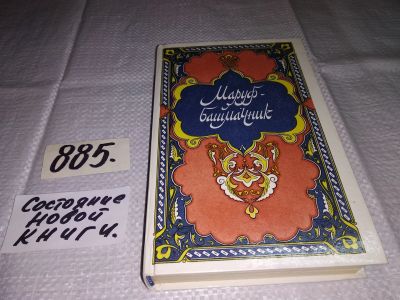 Маруф-
башмачник
885.
Состояние
новой
книги.